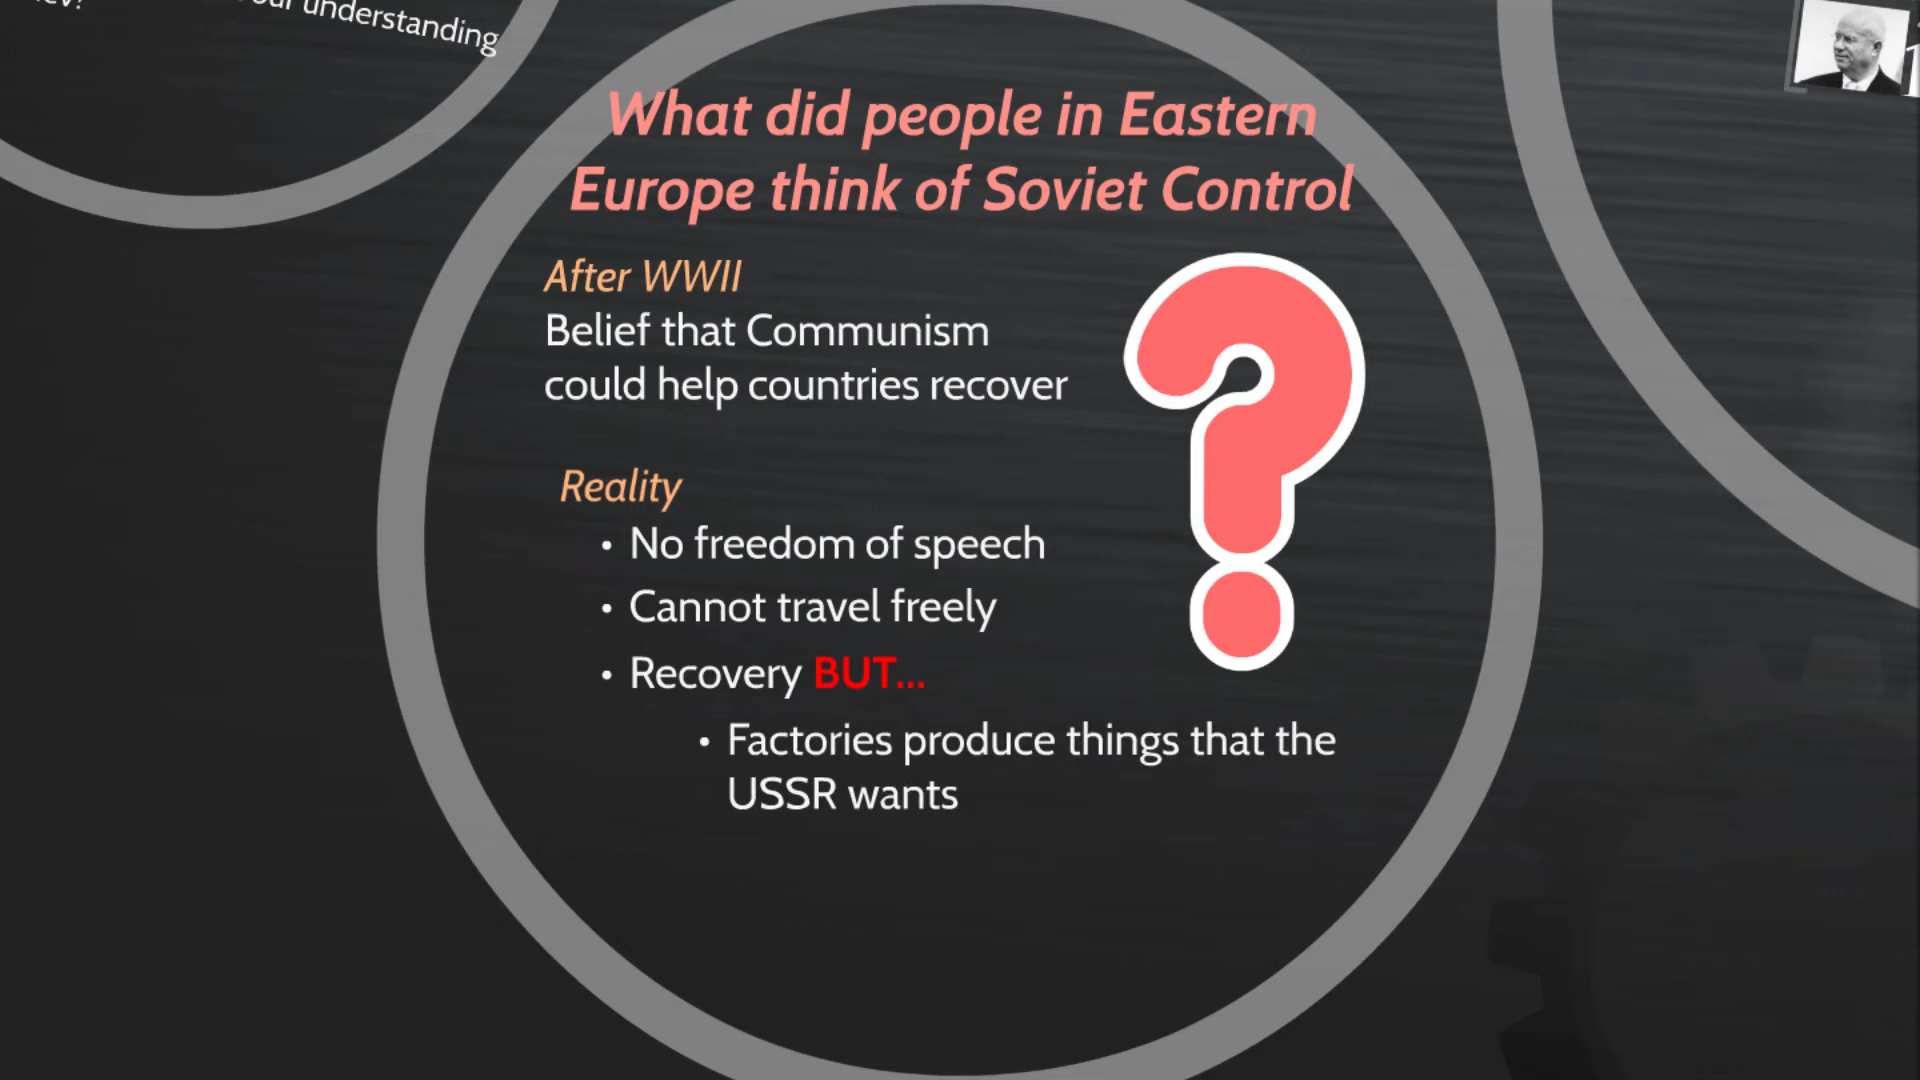 understanding
What did people in Eastern
Europe think of Soviet Control
After WWII
Belief that Communism
could help countries recover
Reality
• No freedom of speech
• Cannot travel freely
• Recovery BUT...
• Factories produce things that the
USSR wants